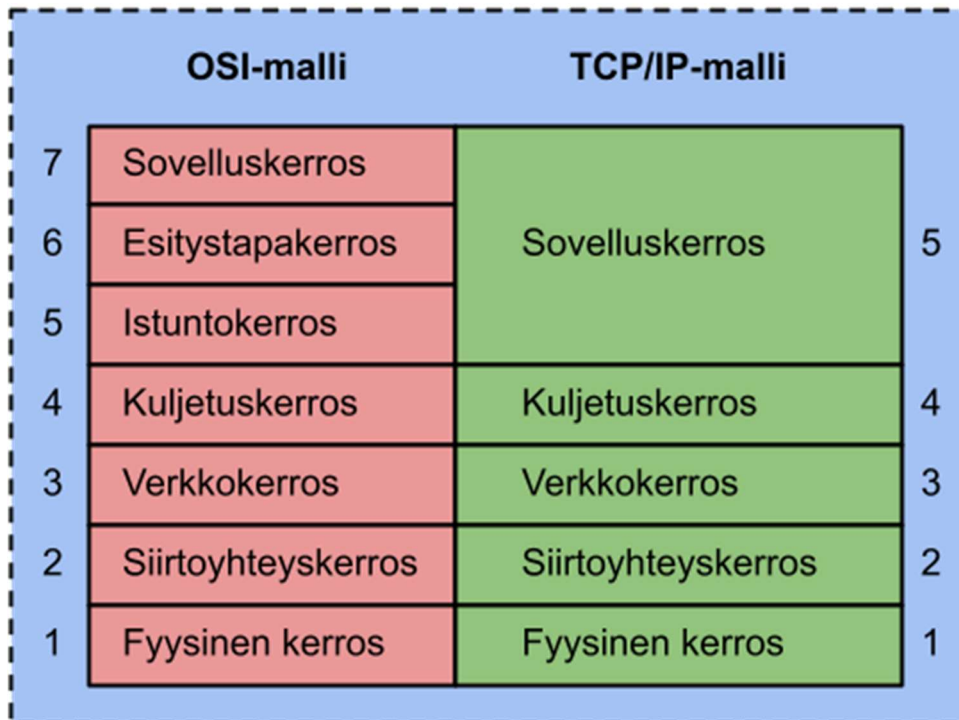 OSI-malli TCP/IP-malli
7 Sovelluskerros
6 Esitystapakerros Sovelluskerros 5
5 Istuntokerros
4 Kuljetuskerros Kuljetuskerros 4
3 Verkkokerros Verkkokerros 3
2 Siirtoyhteyskerros Siirtoyhteyskerros 2
1 Fyysinen kerros Fyysinen kerros 1